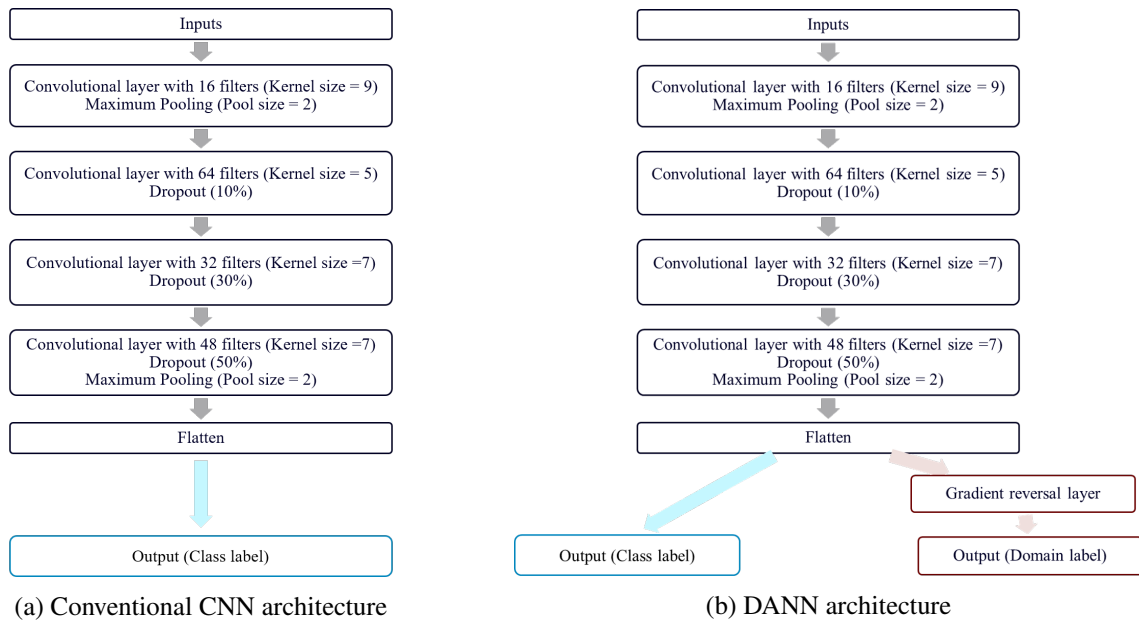 Inputs
Convolutional layer with 16 filters (Kernel size = 9)
Maximum Pooling (Pool size = 2)
Convolutional layer with 64 filters (Kernel size = 5)
Dropout (10%)
Convolutional layer with 32 filters (Kernel size =7)
Dropout (30%)
Convolutional layer with 48 filters (Kernel size =7)
Dropout (50%)
Maximum Pooling (Pool size = 2)
Flatten
Output (Class label)
(a) Conventional CNN architecture
Inputs
Convolutional layer with 16 filters (Kernel size = 9)
Maximum Pooling (Pool size = 2)
Convolutional layer with 64 filters (Kernel size = 5)
Dropout (10%)
Convolutional layer with 32 filters (Kernel size =7)
Dropout (30%)
Convolutional layer with 48 filters (Kernel size =7)
Dropout (50%)
Maximum Pooling (Pool size = 2)
Flatten
Gradient reversal layer
Output (Class label)
Output (Domain label)
(b) DANN architecture